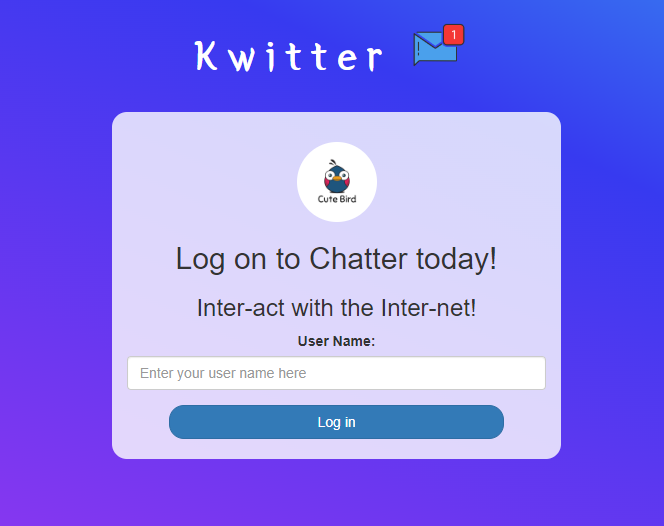 Kwitter
1
Cute Bird
Log on to Chatter today!
Inter-act with the Inter-net!
User Name:
Enter your user name here
Log in